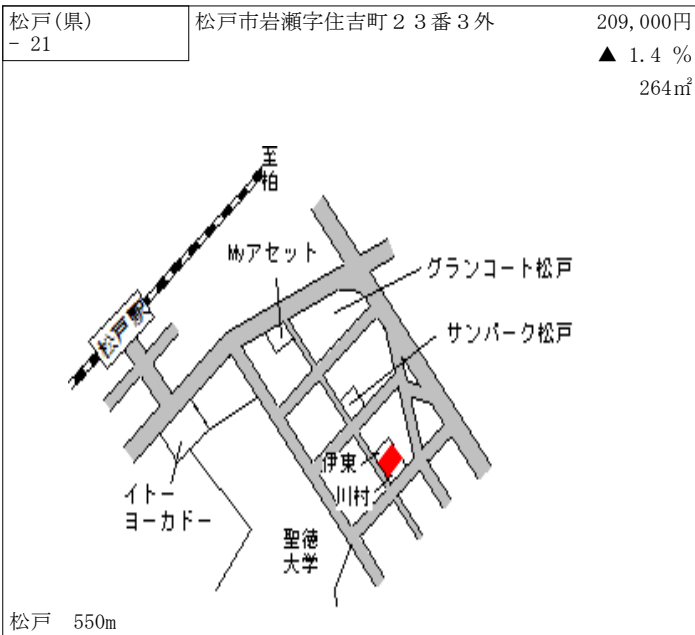 松戸(県)
- 21
松戸市岩瀬字住吉町２３番３外
209,000円
▲ 1.4 %
264㎡
至
柏
Myアセット
グランコート松戸
松戸駅
サンパーク松戸
伊東
川村
イトー
ヨーカドー
聖徳
大学
松戸 550m